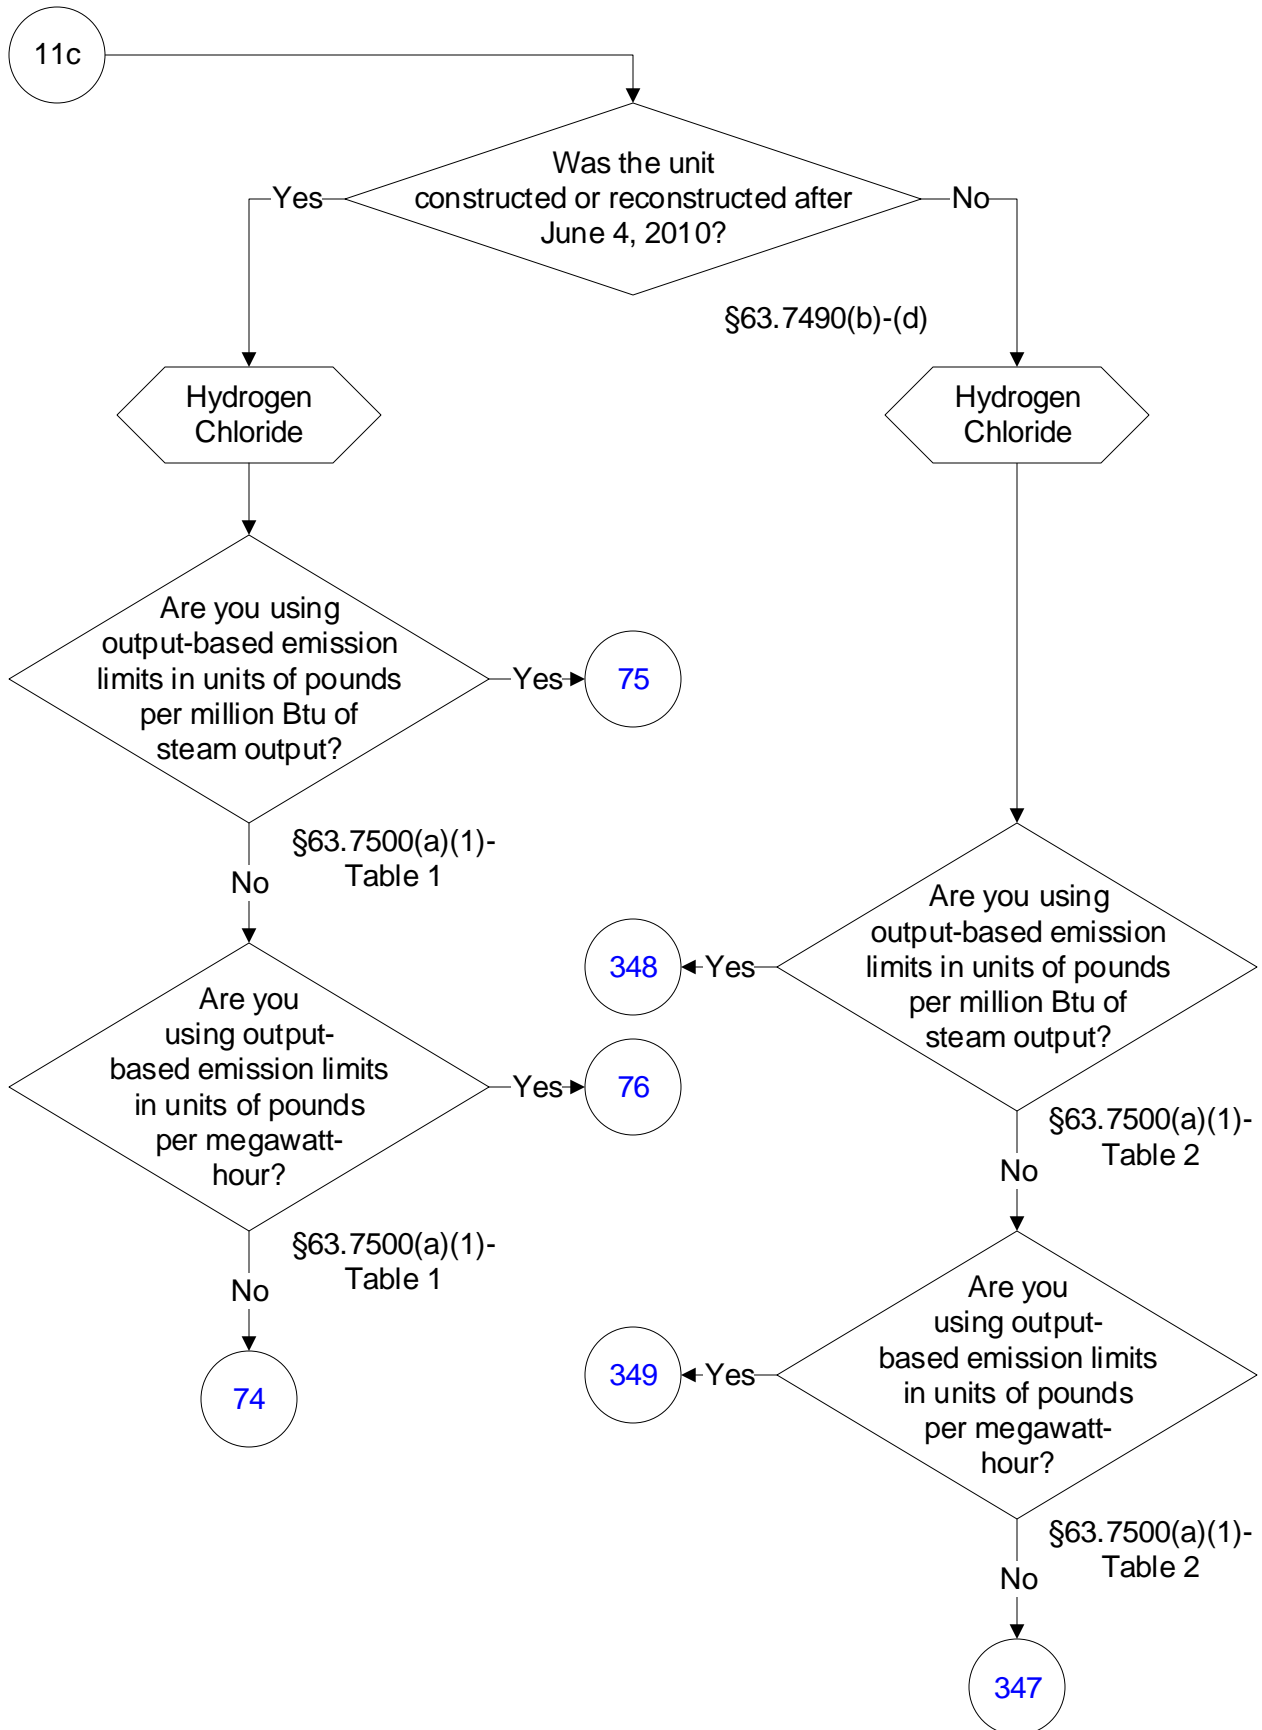 11c
Was the unit
constructed or reconstructed after
June 4, 2010?
Yes
No
§63.7490(b)-(d)
Hydrogen
Chloride
Hydrogen
Chloride
Are you using
output-based emission
limits in units of pounds
per million Btu of
steam output?
Yes
75
§63.7500(a)(1)-
Table 1
No
Are you using
output-based emission
limits in units of pounds
per million Btu of
steam output?
Yes
348
§63.7500(a)(1)-
Table 2
No
Are you
using output-
based emission limits
in units of pounds
per megawatt-
hour?
Yes
76
§63.7500(a)(1)-
Table 1
No
74
Are you
using output-
based emission limits
in units of pounds
per megawatt-
hour?
Yes
349
§63.7500(a)(1)-
Table 2
No
347